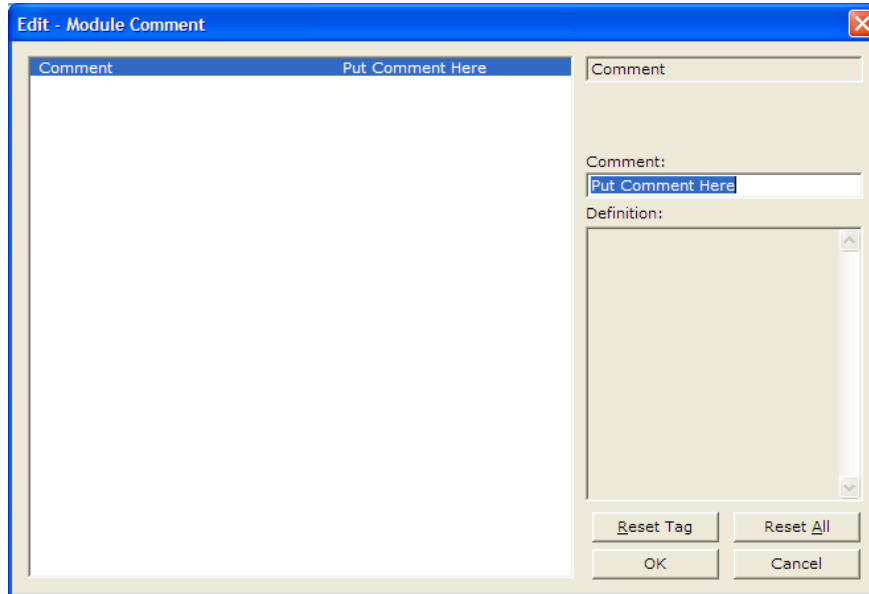 Edit - Module Comment
Comment Put Comment Here
Comment
Comment:
Put Comment Here
Definition:
Reset Tag Reset All
OK Cancel